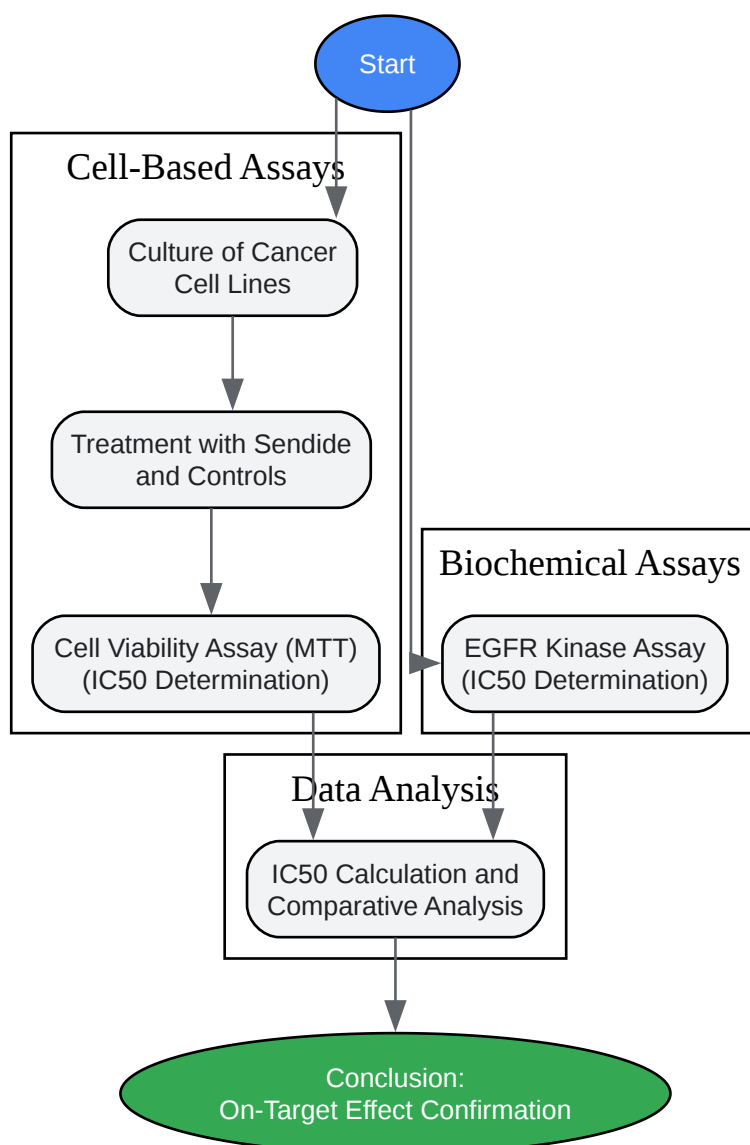 Start
Cell-Based Assays
Culture of Cancer
Cell Lines
Treatment with Sendide
and Controls
Cell Viability Assay (MTT)
(IC50 Determination)
Biochemical Assays
EGFR Kinase Assay
(IC50 Determination)
Data Analysis
IC50 Calculation and
Comparative Analysis
Conclusion:
On-Target Effect Confirmation